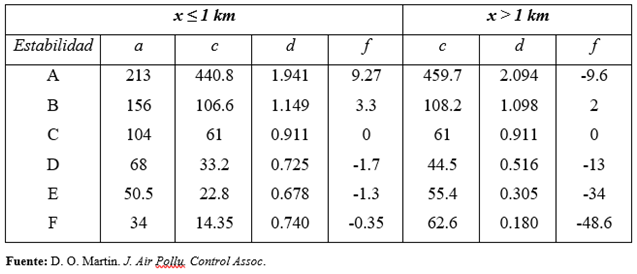 x ≤ 1 km x > 1 km
Estabilidad a c d f c d f
A 213 440.8 1.941 9.27 459.7 2.094 -9.6
B 156 106.6 1.149 3.3 108.2 1.098 2
C 104 61 0.911 0 61 0.911 0
D 68 33.2 0.725 -1.7 44.5 0.516 -13
E 50.5 22.8 0.678 -1.3 55.4 0.305 -34
F 34 14.35 0.740 -0.35 62.6 0.180 -48.6
Fuente: D. O. Martin. J. Air Pollu. Control Assoc.